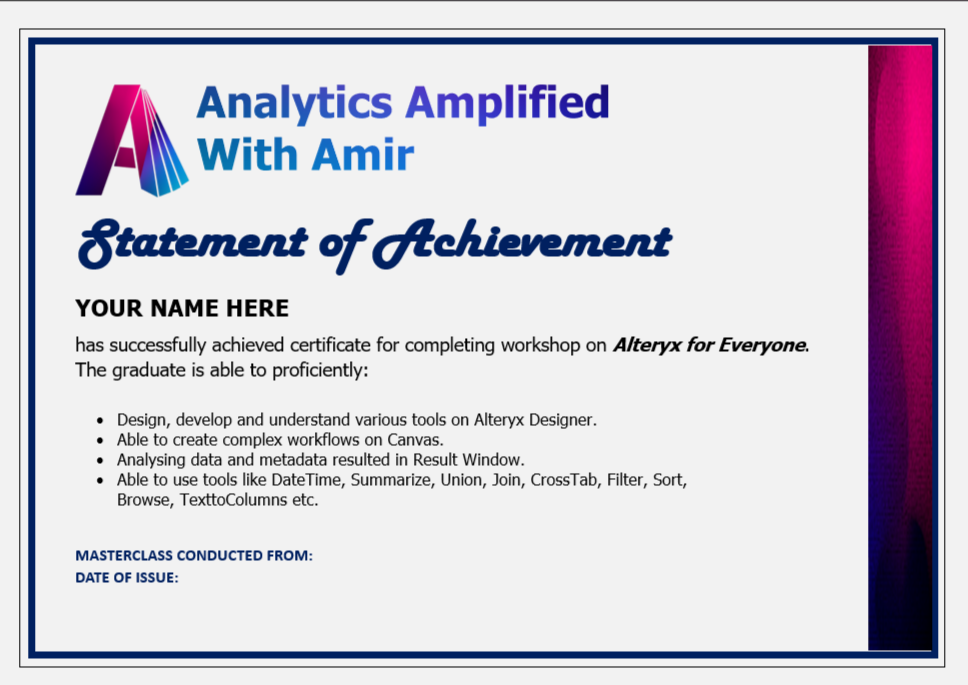 Analytics Amplified
With Amir
Statement of Achievement
YOUR NAME HERE
has successfully achieved certificate for completing workshop on Alteryx for Everyone.
The graduate is able to proficiently:
• Design, develop and understand various tools on Alteryx Designer.
• Able to create complex workflows on Canvas.
• Analysing data and metadata resulted in Result Window.
• Able to use tools like DateTime, Summarize, Union, Join, CrossTab, Filter, Sort,
Browse, TexttoColumns etc.
MASTERCLASS CONDUCTED FROM:
DATE OF ISSUE: